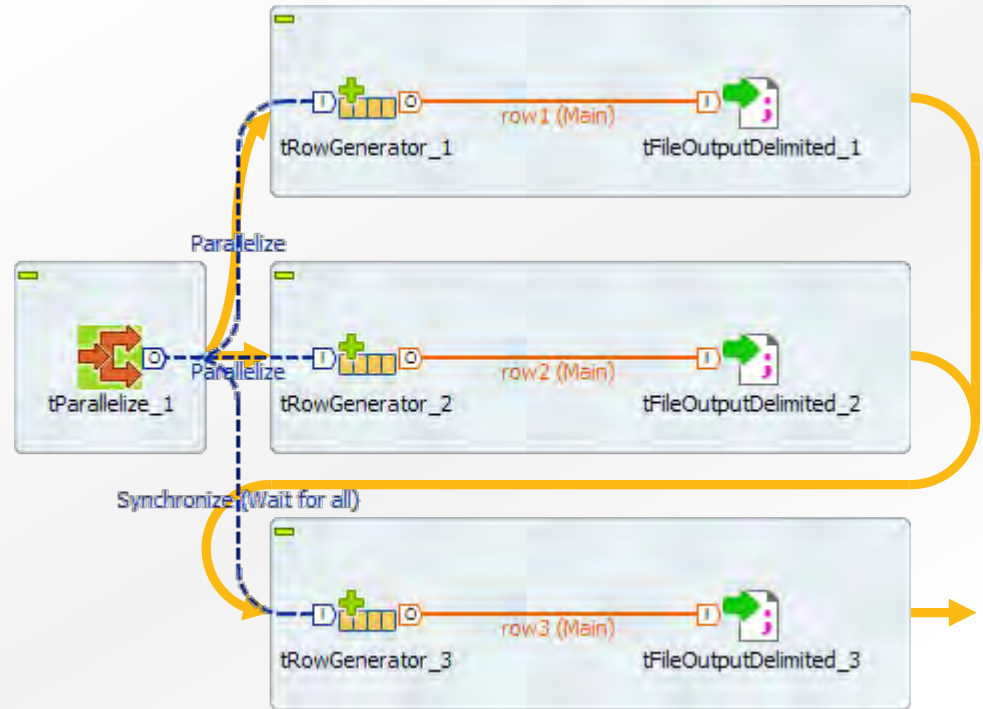 row1 (Main)
tRowGenerator_1
tFileOutputDelimited_1
Parallelize
row2 (Main)
Parallelize
tParallelize_1
tRowGenerator_2
tFileOutputDelimited_2
Synchronize (Wait for all)
row3 (Main)
tRowGenerator_3
tFileOutputDelimited_3